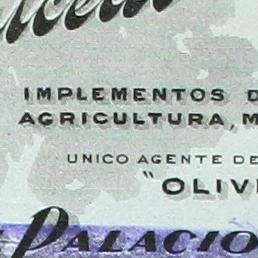 IMPLEMENTOS D
AGRICULTURA, M
UNICO AGENTE DE
"OLIV
PALACIO